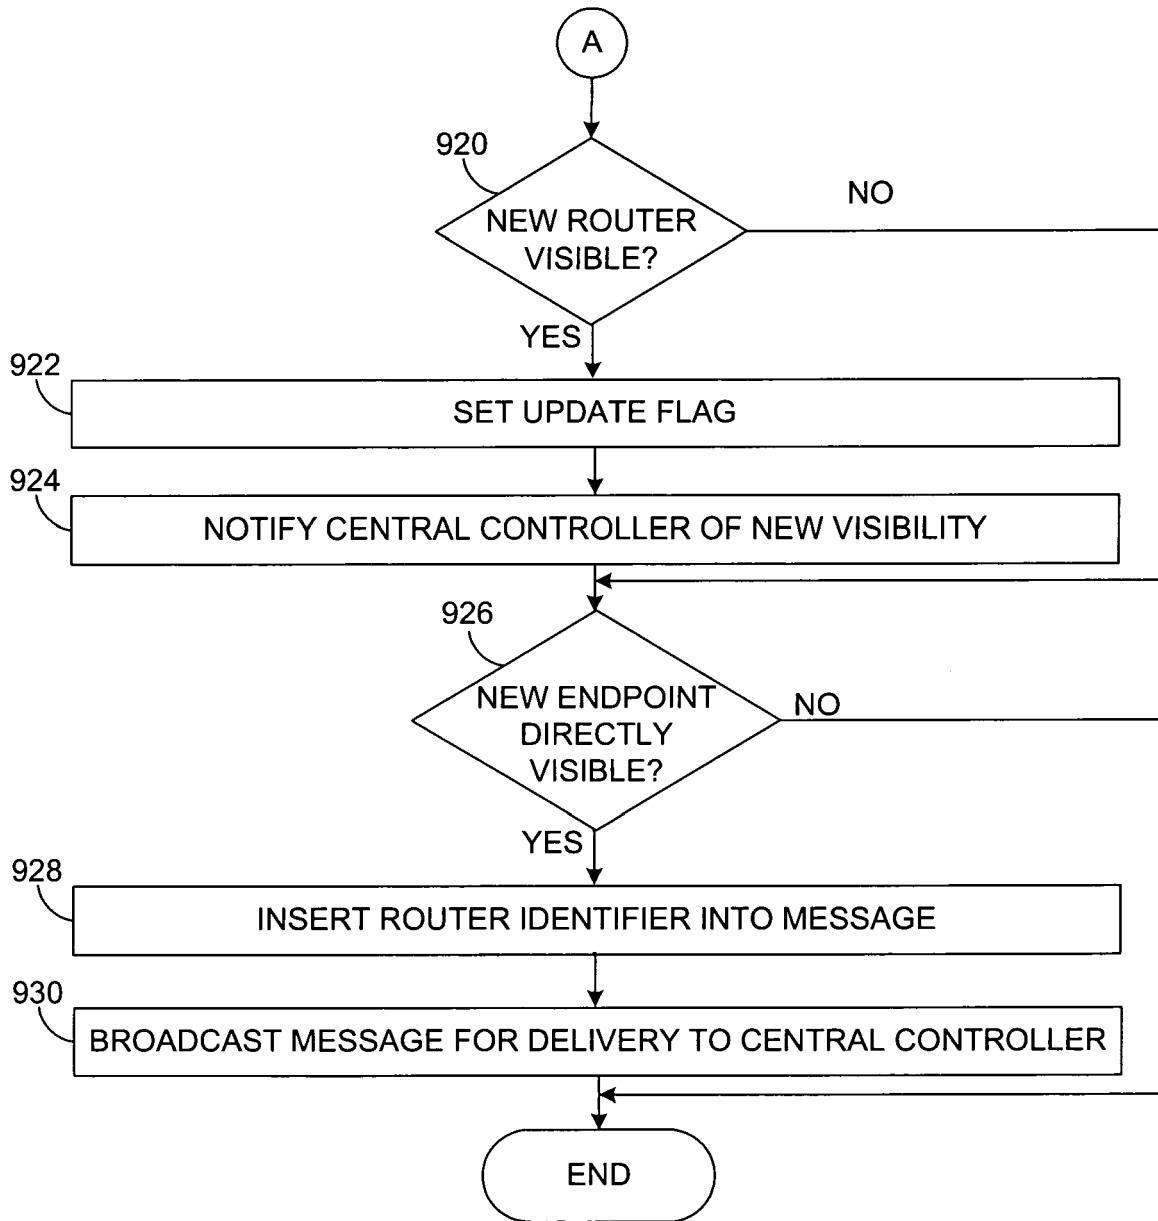 A
920
NEW ROUTER
VISIBLE?
NO
YES
922
SET UPDATE FLAG
924
NOTIFY CENTRAL CONTROLLER OF NEW VISIBILITY
926
NEW ENDPOINT
DIRECTLY
VISIBLE?
NO
YES
928
INSERT ROUTER IDENTIFIER INTO MESSAGE
930
BROADCAST MESSAGE FOR DELIVERY TO CENTRAL CONTROLLER
END